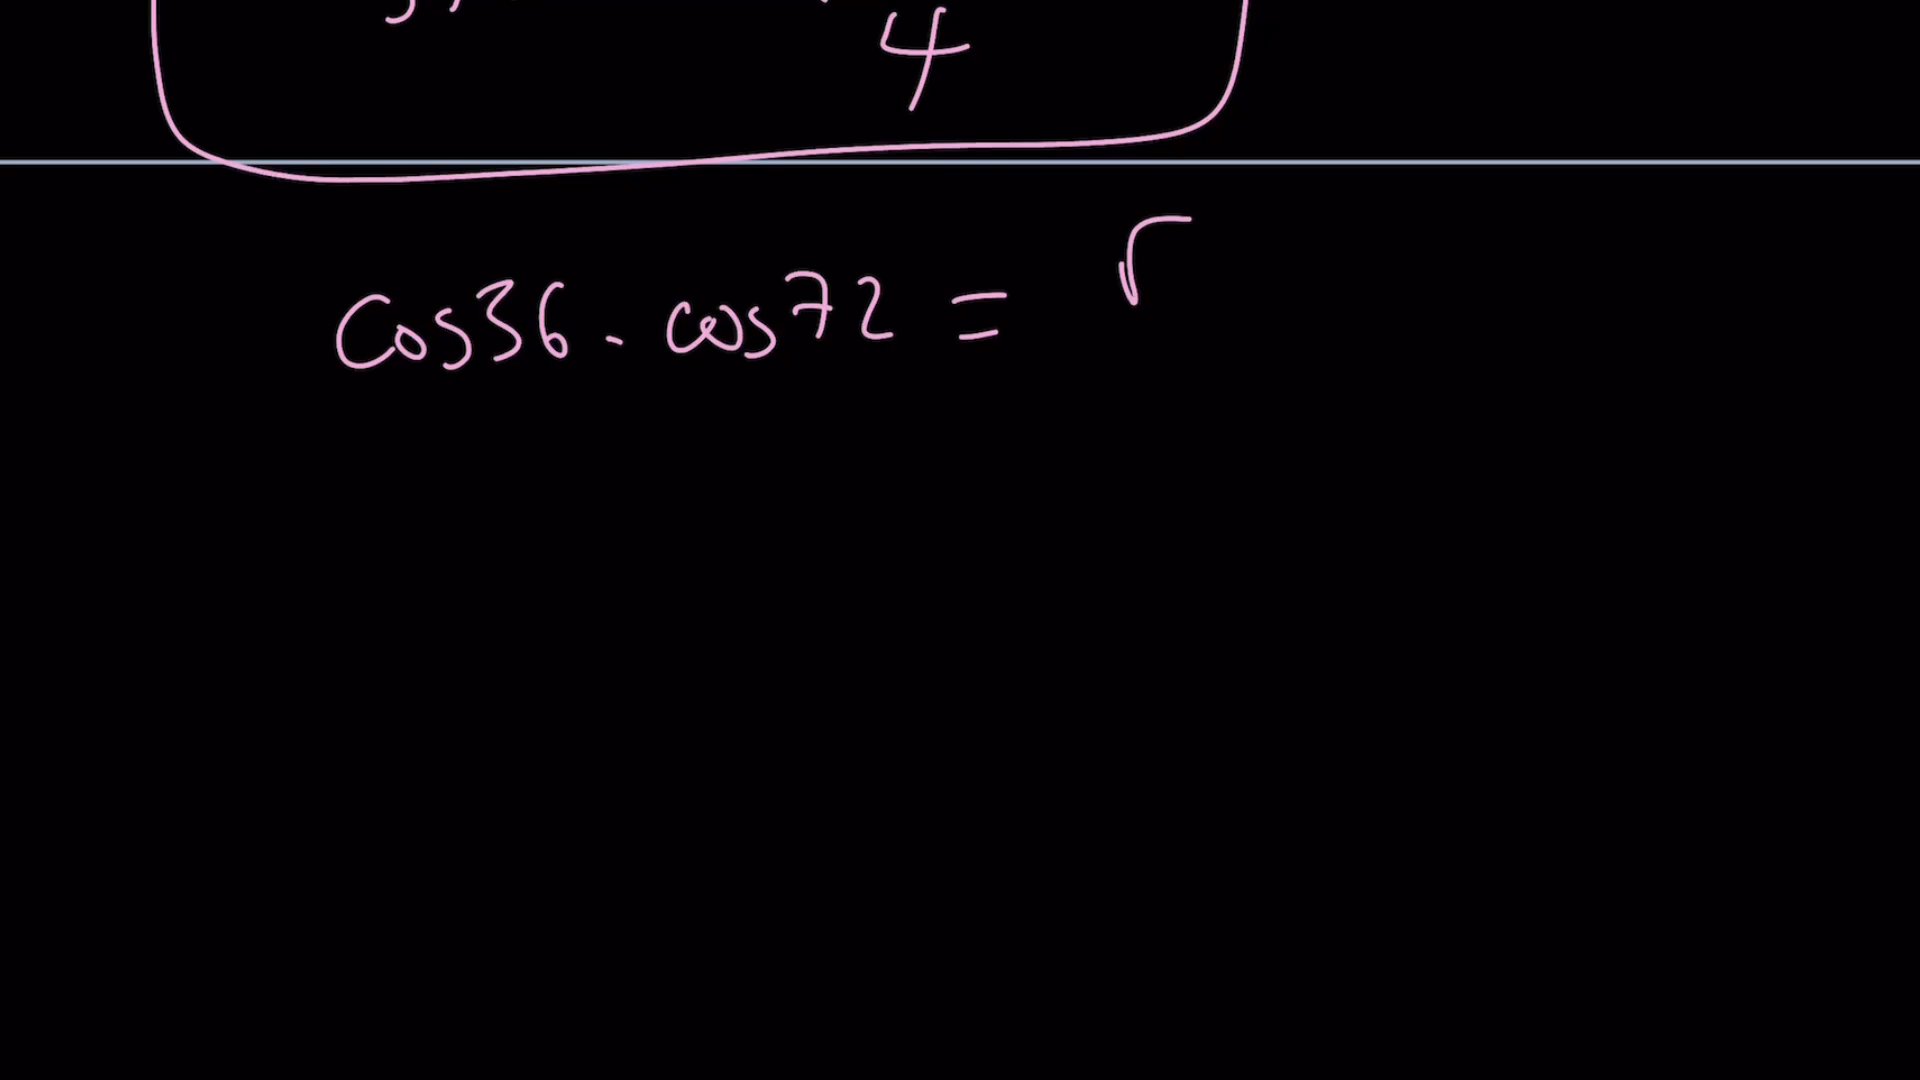 4
cos36 . cos72 = √